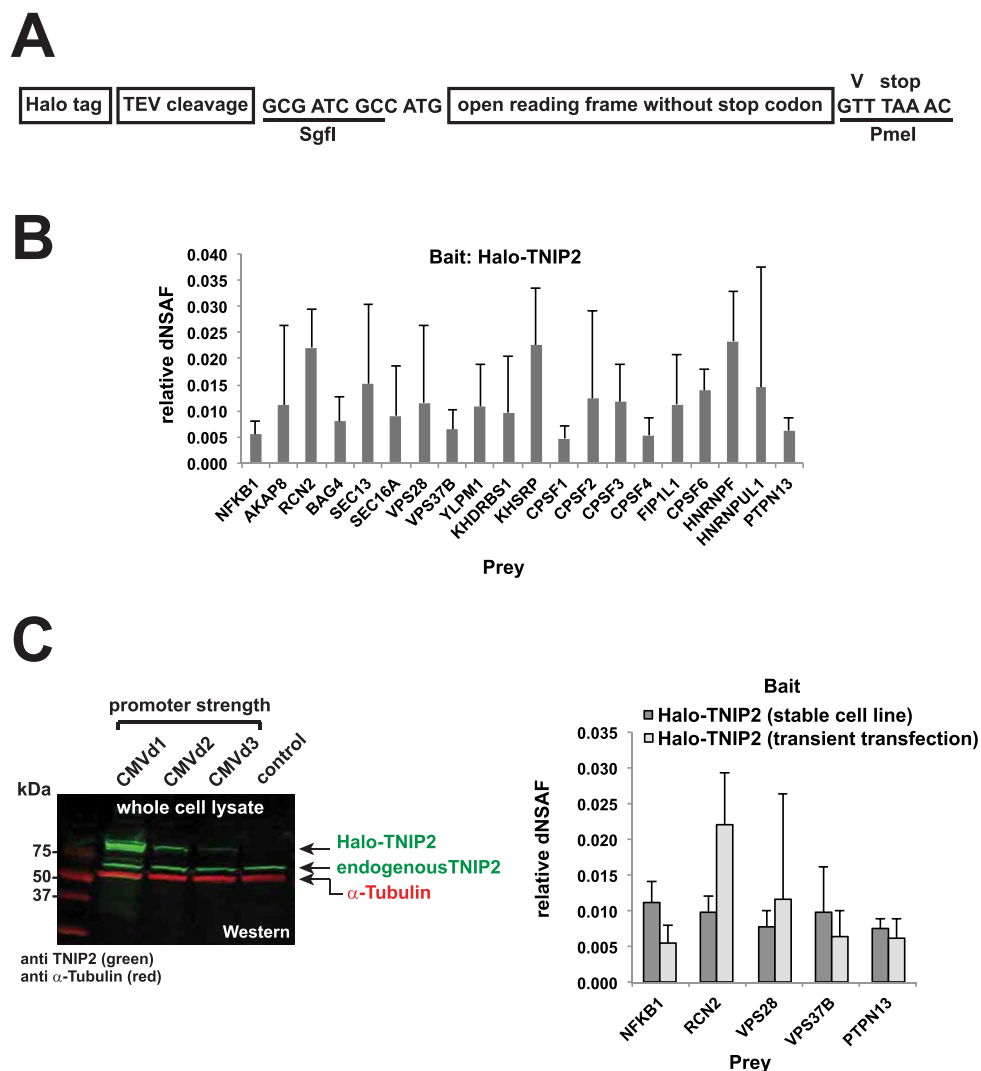 A
V stop
Halo tag TEV cleavage GCG ATC GCC ATG open reading frame without stop codon GTT TAA AC
SgfI PmeI
B
Bait: Halo-TNIP2
relative dNSAF
0.040
0.035
0.030
0.025
0.020
0.015
0.010
0.005
0.000
NFKB1
AKAP8
RCN2
BAG4
SEC13
SEC16A
VPS28
VPS37B
YLPM1
KHDRBS1
KHSRP
CPSF1
CPSF2
CPSF3
CPSF4
FIP1L1
CPSF6
HNRNPF
HNRNPUL1
PTPN13
Prey
C
promoter strength
CMVd1
CMVd2
CMVd3
control
kDa
whole cell lysate
75
50
37
Halo-TNIP2
endogenousTNIP2
α-Tubulin
Western
anti TNIP2 (green)
anti α-Tubulin (red)
Bait
Halo-TNIP2 (stable cell line)
Halo-TNIP2 (transient transfection)
relative dNSAF
0.035
0.030
0.025
0.020
0.015
0.010
0.005
0.000
NFKB1
RCN2
VPS28
VPS37B
PTPN13
Prey